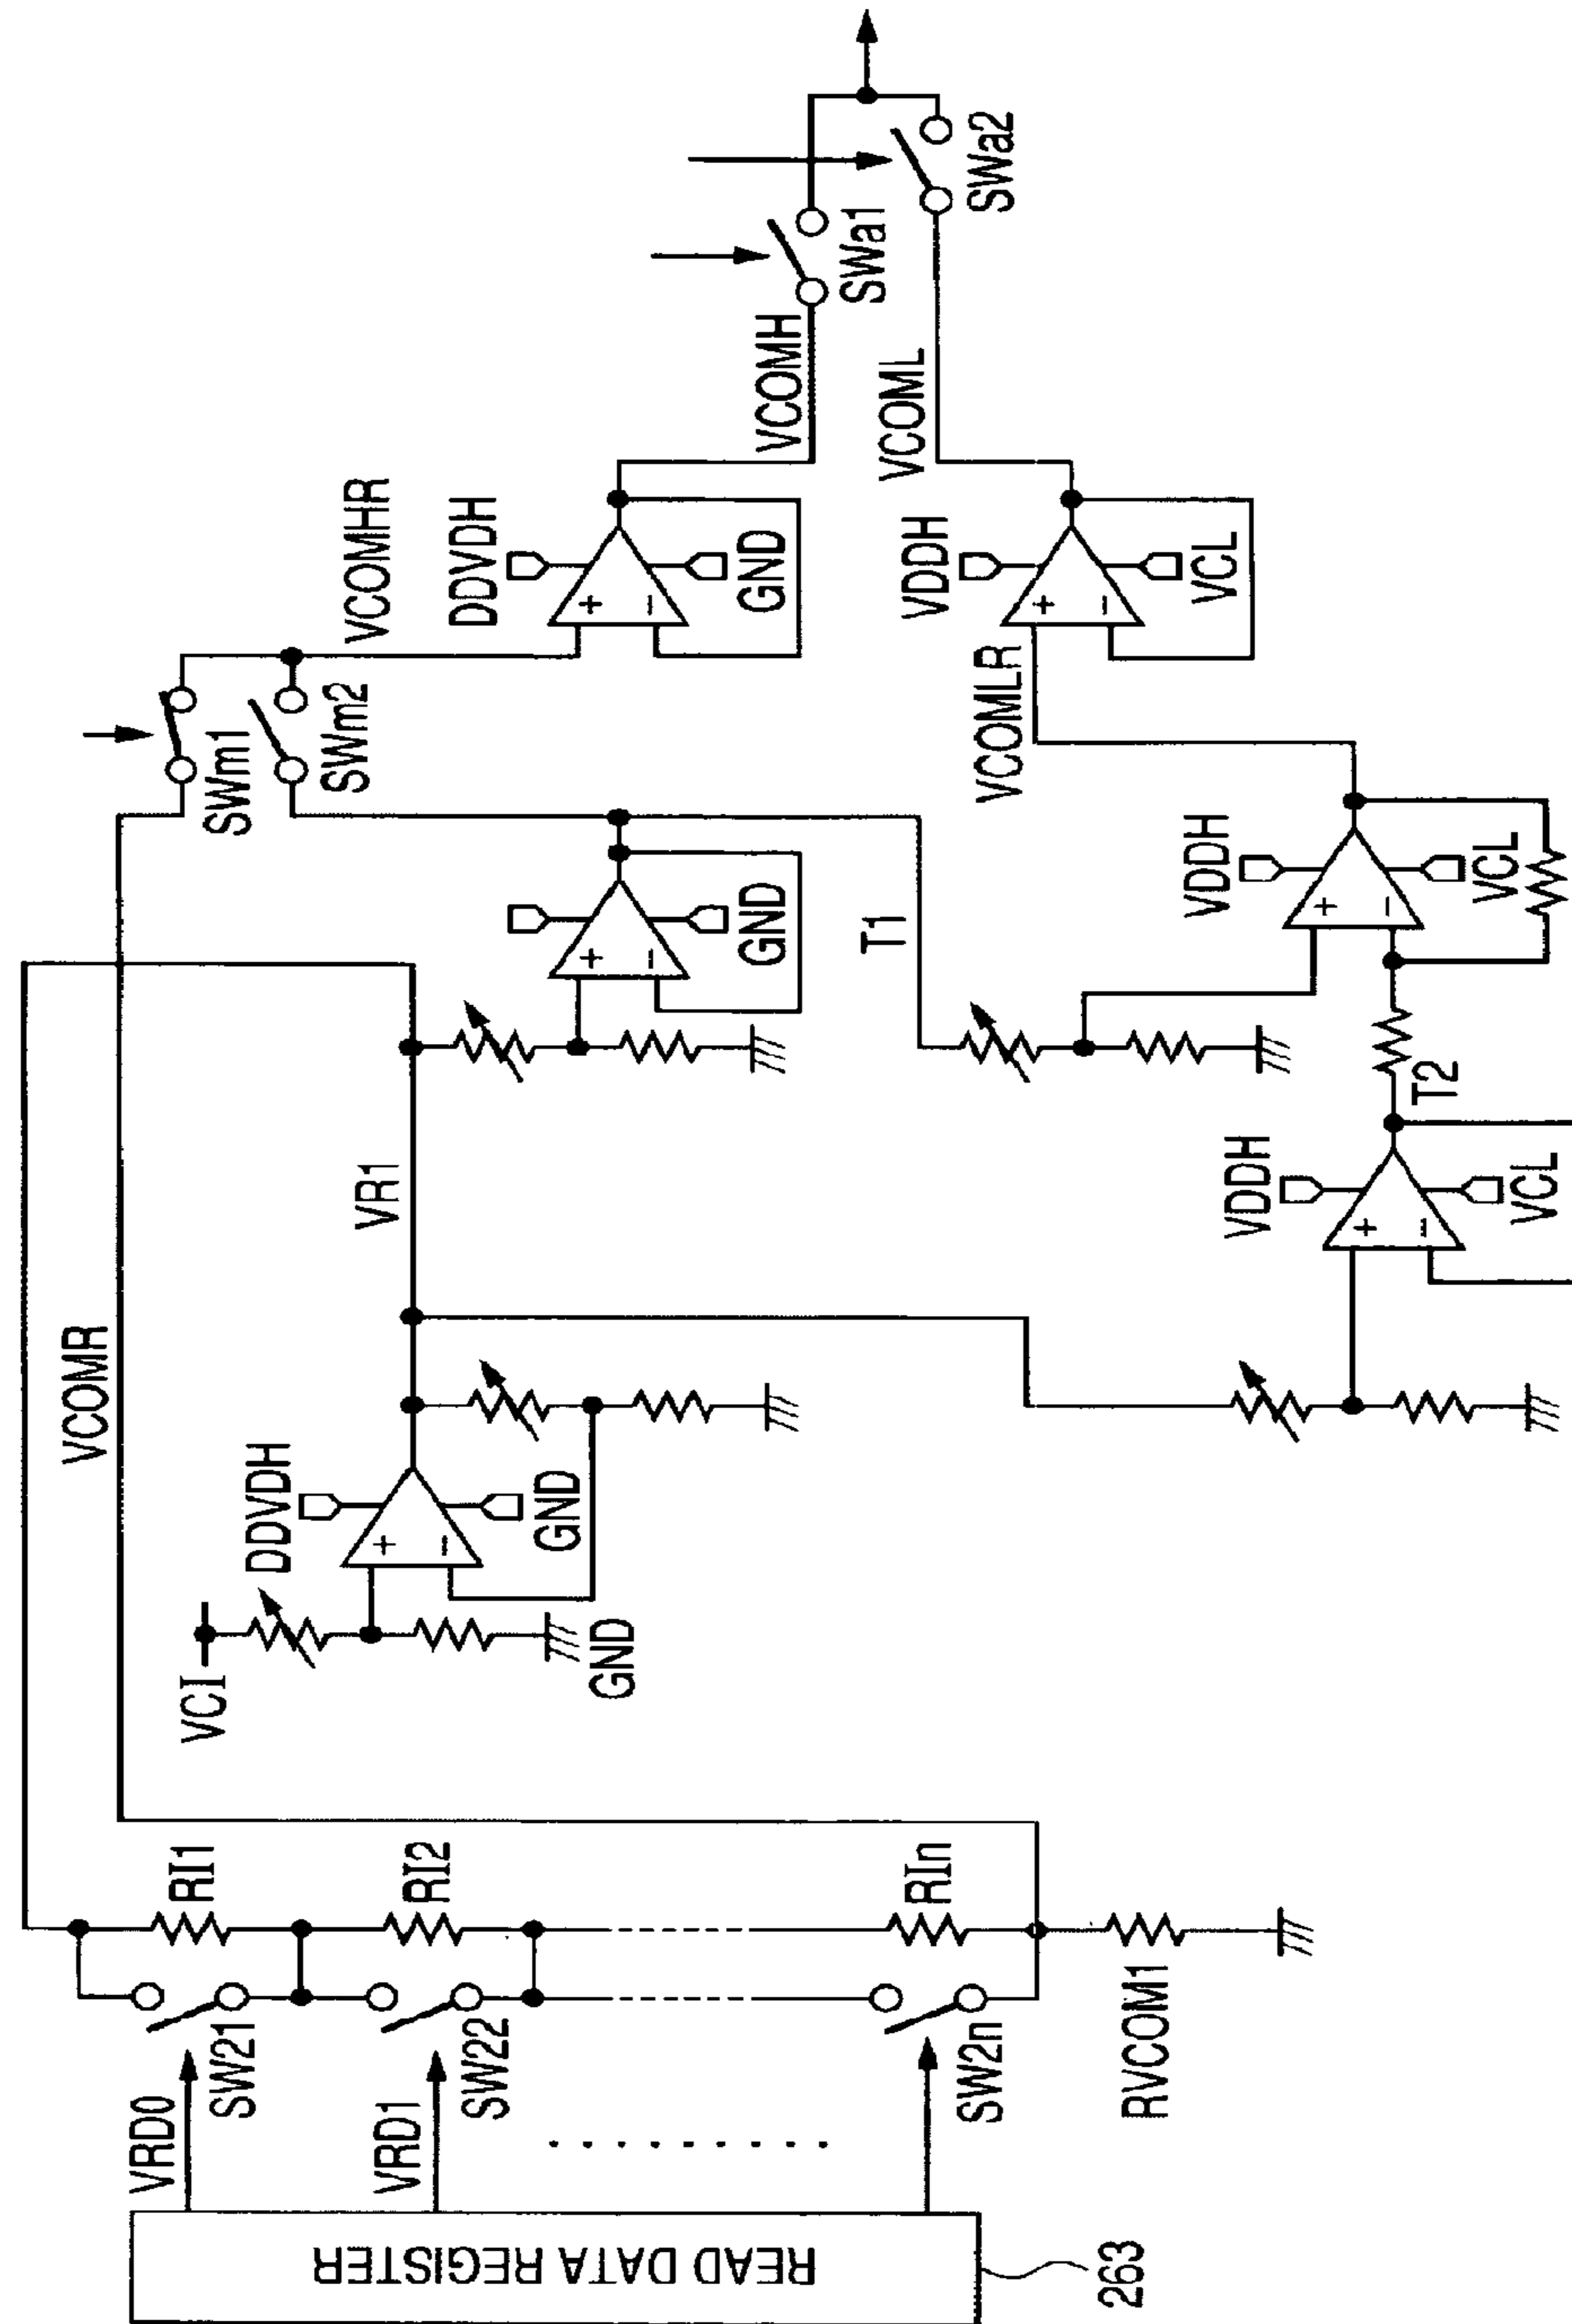 READ DATA REGISTER
263
VRD0
VRD1
SW21
SW22
SW2n
RI1
RI2
RIn
RVCOM1
VCOMR
VCI
GND
DDVDH
GND
VR1
GND
SWm1
SWm2
VCOMHR
DDVDH
GND
VCOMH
SWa1
SWa2
VCOML
VDDH
VCL
VCOMLR
T1
VDDH
VCL
T2
VDDH
VCL